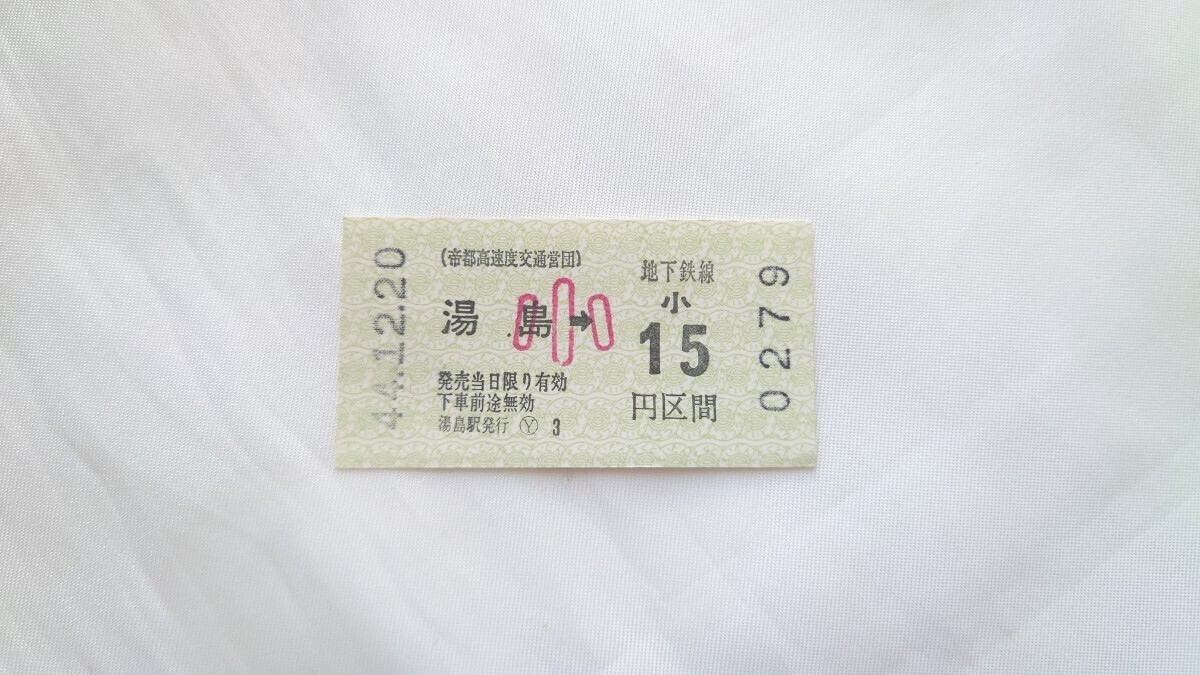 44.12.20
(帝都高速度交通営団)
湯島→
小
発売当日限り有効
下車前途無効
湯島駅発行 Ⓨ 3
地下鉄線
小
15
円区間
0279